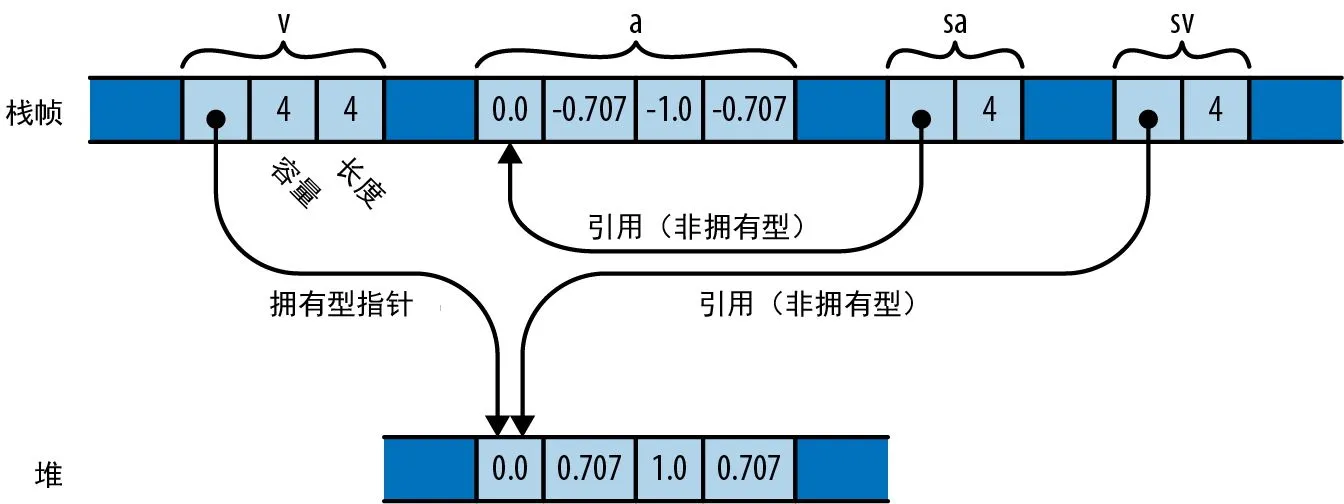 v a sa sv
栈帧 4 4 0.0 -0.707 -1.0 -0.707 4 4
容量 长度
引用（非拥有型）
拥有型指针 引用（非拥有型）
堆 0.0 0.707 1.0 0.707